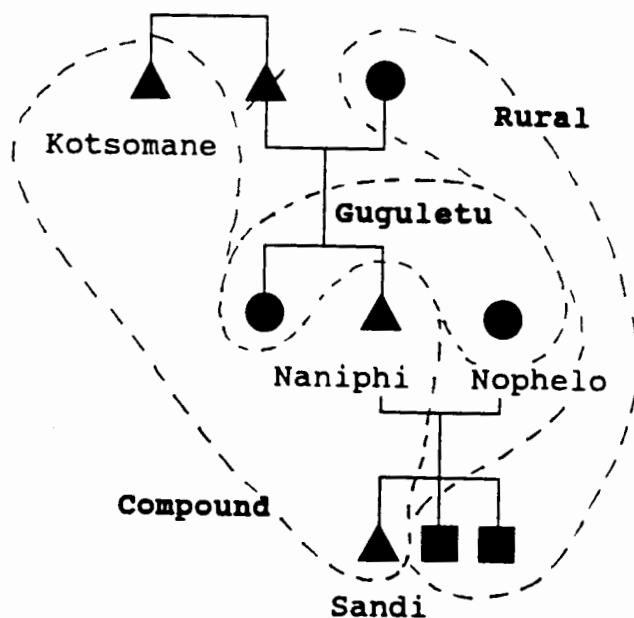 Kotsomane
Rural
Guguletu
Naniphi
Nophelo
Compound
Sandi